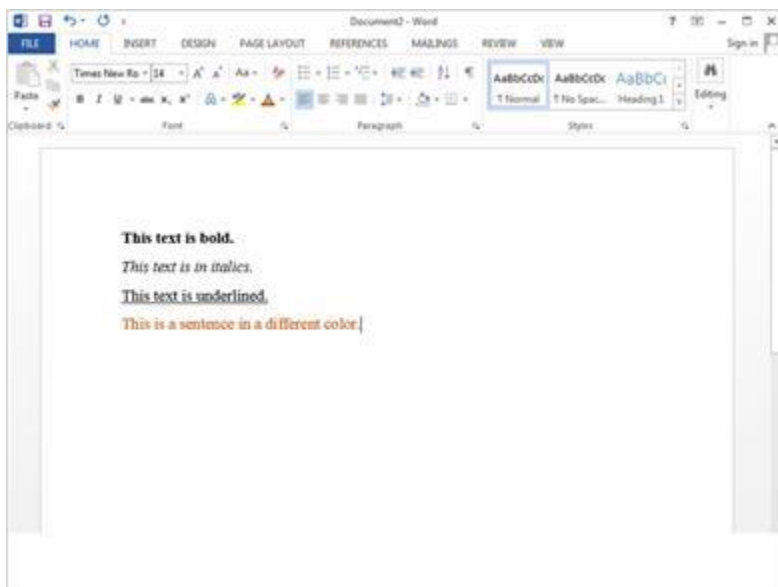 Document2 - Word
FILE HOME INSERT DESIGN PAGE LAYOUT REFERENCES MAILINGS REVIEW VIEW Sign in
Times New Ro 14
Paste
B I U abc x, x'
AaBbCcDc AaBbCcDc AaBbCc
¶ Normal ¶ No Spac... Heading 1
Editing
Clipboard Font Paragraph Styles
This text is bold.
This text is in italics.
This text is underlined.
This is a sentence in a different color.